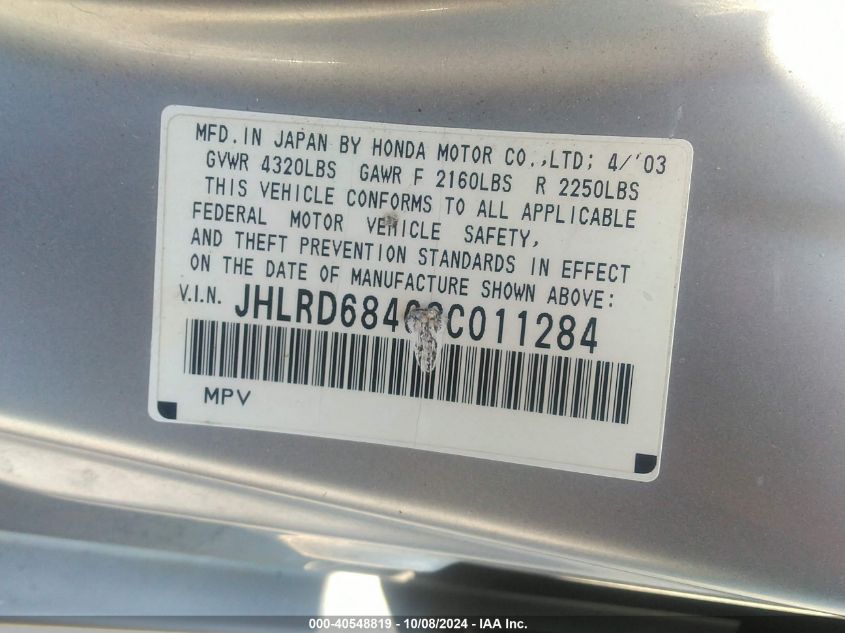 MFD. IN JAPAN BY HONDA MOTOR CO.,LTD; 4/'03
GVWR 4320LBS GAWR F 2160LBS R 2250LBS
THIS VEHICLE CONFORMS TO ALL APPLICABLE
FEDERAL MOTOR VEHICLE SAFETY,
AND THEFT PREVENTION STANDARDS IN EFFECT
ON THE DATE OF MANUFACTURE SHOWN ABOVE:
V.I.N.
MPV
000-40548819 - 10/08/2024 - IAA Inc.